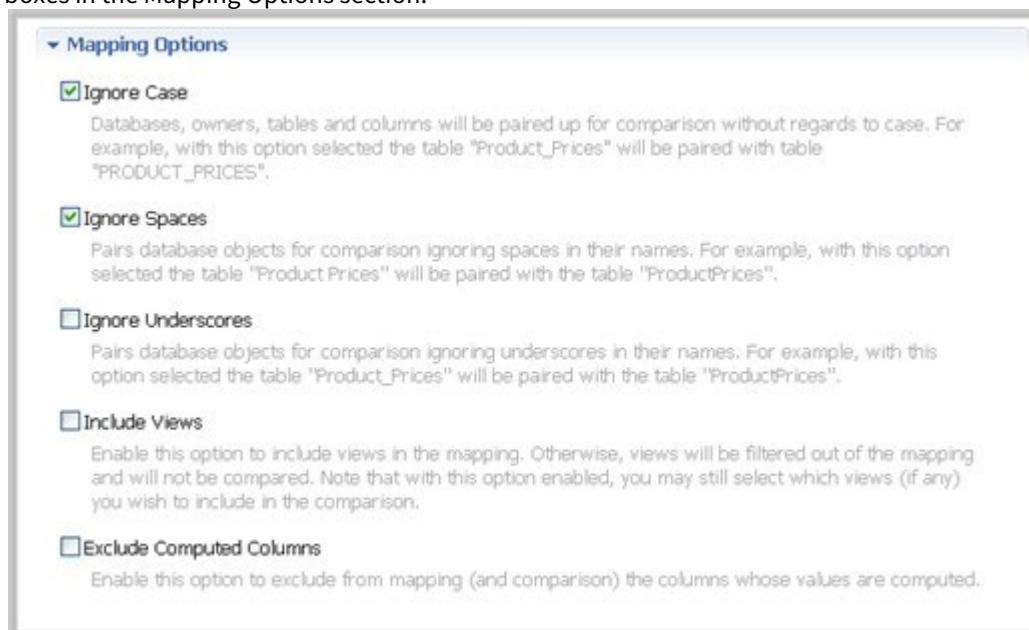 boxes in the Mapping Options section.
Mapping Options
Ignore Case
Databases, owners, tables and columns will be paired up for comparison without regards to case. For
example, with this option selected the table "Product_Prices" will be paired with table
"PRODUCT_PRICES".
Ignore Spaces
Pairs database objects for comparison ignoring spaces in their names. For example, with this option
selected the table "Product Prices" will be paired with the table "ProductPrices".
Ignore Underscores
Pairs database objects for comparison ignoring underscores in their names. For example, with this
option selected the table "Product_Prices" will be paired with the table "ProductPrices".
Include Views
Enable this option to include views in the mapping. Otherwise, views will be filtered out of the mapping
and will not be compared. Note that with this option enabled, you may still select which views (if any)
you wish to include in the comparison.
Exclude Computed Columns
Enable this option to exclude from mapping (and comparison) the columns whose values are computed.